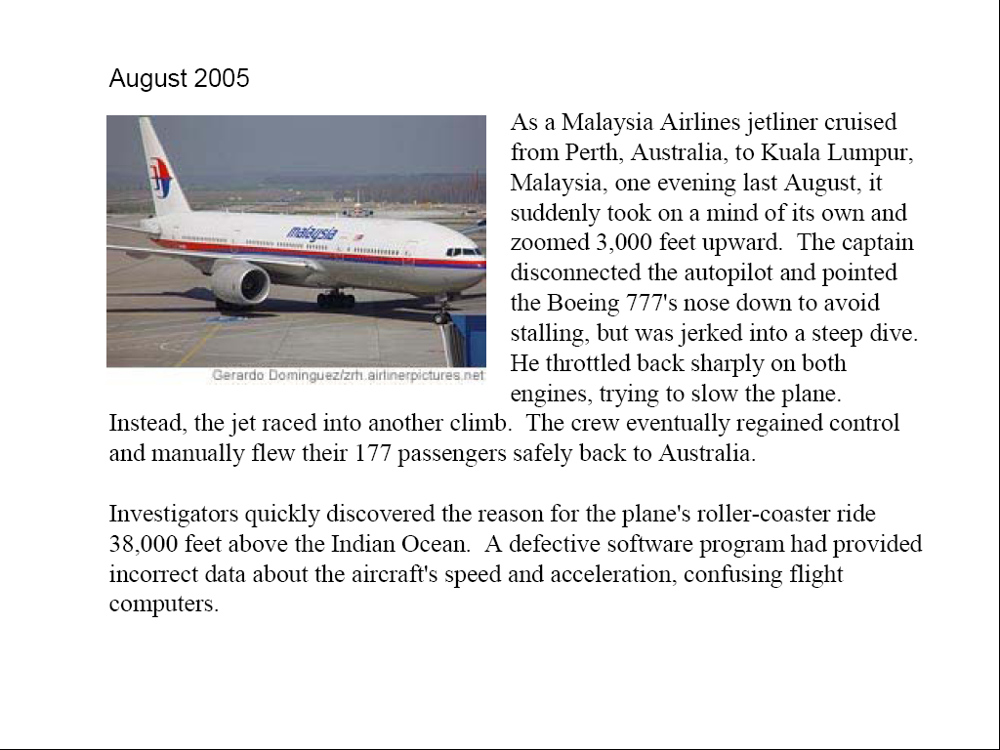 August 2005
As a Malaysia Airlines jetliner cruised
from Perth, Australia, to Kuala Lumpur,
Malaysia, one evening last August, it
suddenly took on a mind of its own and
zoomed 3,000 feet upward.  The captain
disconnected the autopilot and pointed
the Boeing 777's nose down to avoid
stalling, but was jerked into a steep dive.
He throttled back sharply on both
engines, trying to slow the plane.
malaysia
Gerardo Dominguez/zrh.airlinerpictures.net
Instead, the jet raced into another climb.  The crew eventually regained control
and manually flew their 177 passengers safely back to Australia.
Investigators quickly discovered the reason for the plane's roller-coaster ride
38,000 feet above the Indian Ocean.  A defective software program had provided
incorrect data about the aircraft's speed and acceleration, confusing flight
computers.